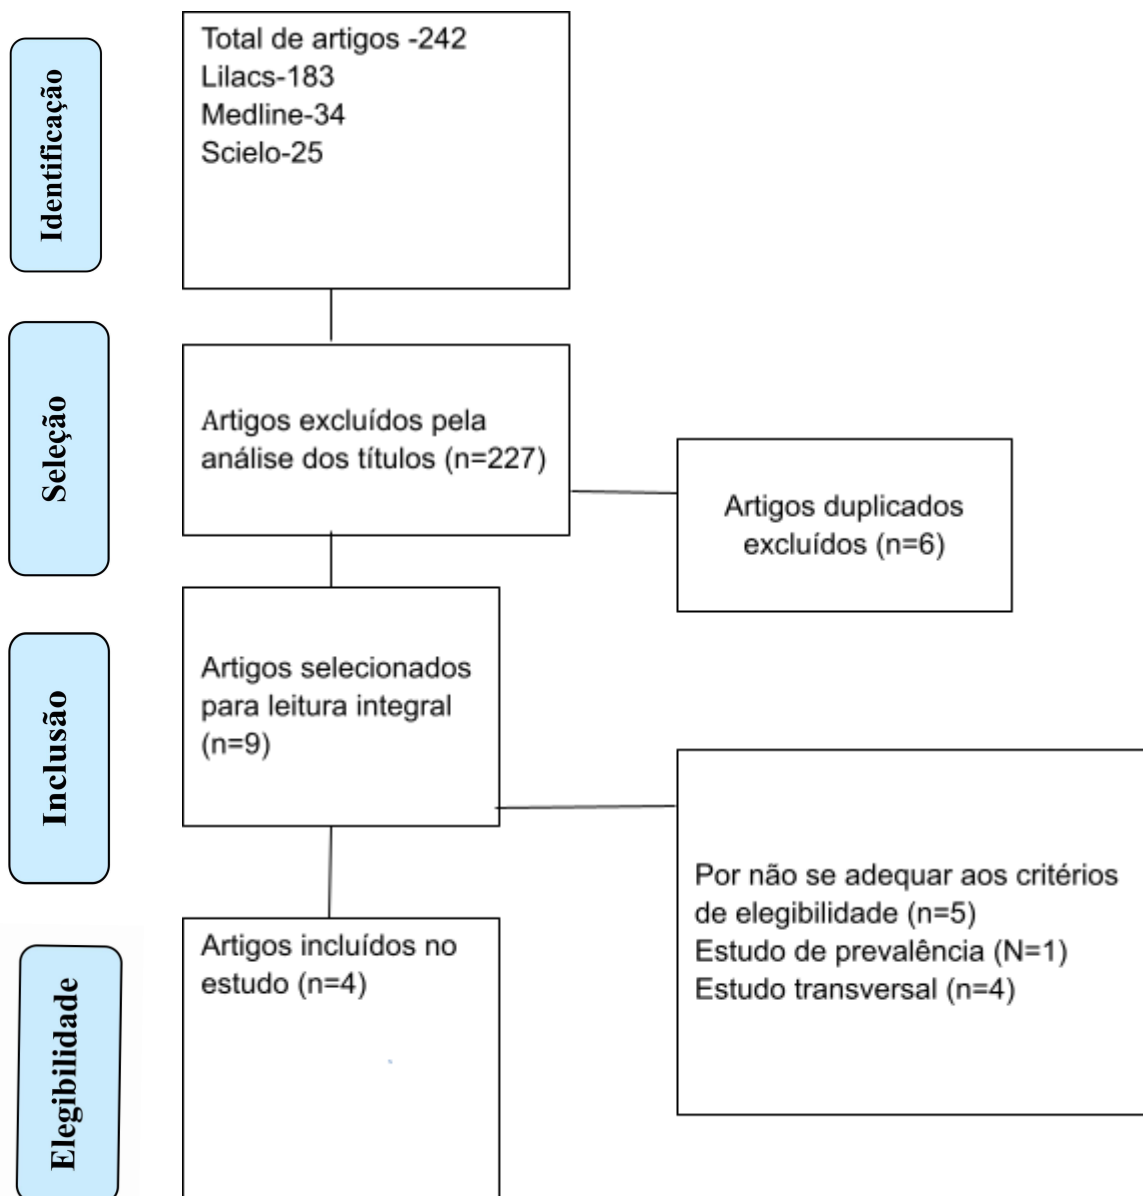 Identificação
Total de artigos -242
Lilacs-183
Medline-34
Scielo-25
Seleção
Artigos excluídos pela
análise dos títulos (n=227)
Artigos duplicados
excluídos (n=6)
Inclusão
Artigos selecionados
para leitura integral
(n=9)
Por não se adequar aos critérios
de elegibilidade (n=5)
Estudo de prevalência (N=1)
Estudo transversal (n=4)
Elegibilidade
Artigos incluídos no
estudo (n=4)